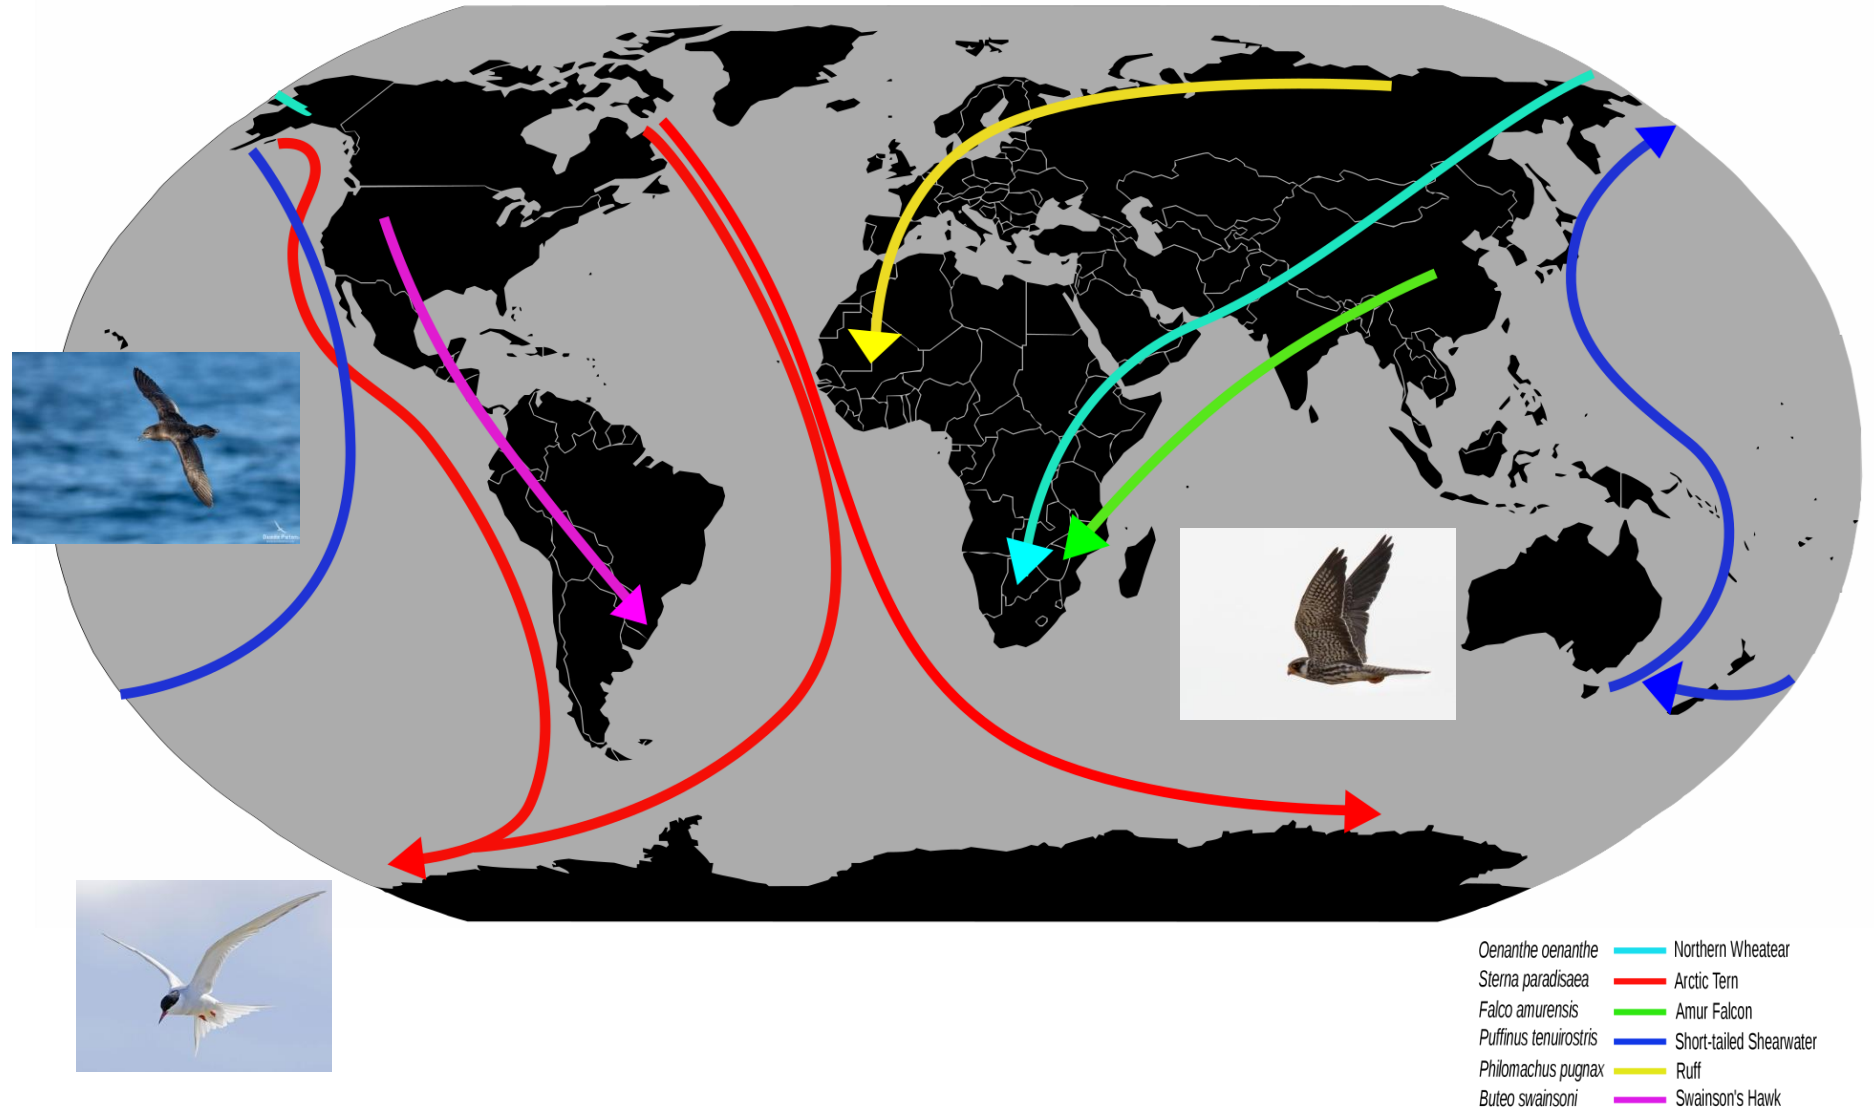 Oenanthe oenanthe Northern Wheatear
Sterna paradisaea Arctic Tern
Falco amurensis Amur Falcon
Puffinus tenuirostris Short-tailed Shearwater
Philomachus pugnax Ruff
Buteo swainsoni Swainson's Hawk